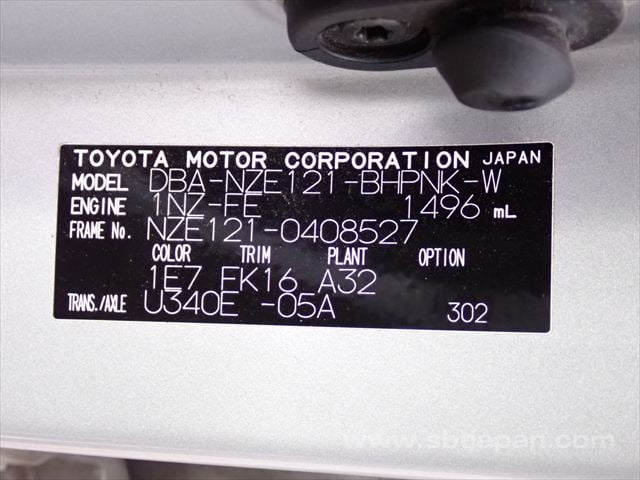 TOYOTA MOTOR CORPORATION JAPAN
MODEL DBA-NZE121-BHPNK-W
ENGINE 1NZ-FE 1496 mL
FRAME No. NZE121-0408527
COLOR TRIM PLANT OPTION
1E7 FK16 A32
TRANS./AXLE U340E -05A 302
www.sbtjapan.com